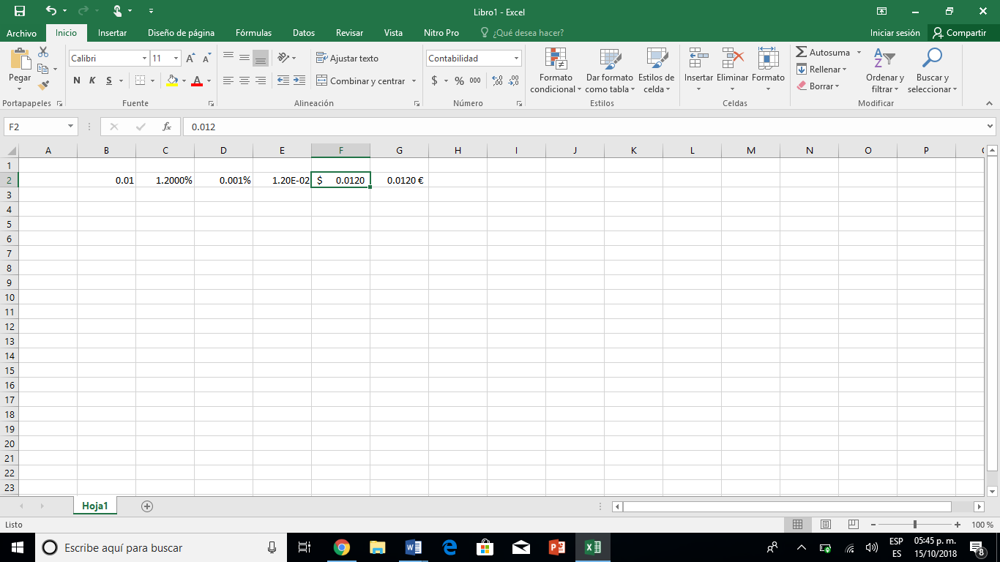 Libro1 - Excel
Archivo Inicio Insertar Diseño de página Fórmulas Datos Revisar Vista Nitro Pro ¿Qué desea hacer? Iniciar sesión Compartir
Pegar
Calibri 11
N K S
Ajustar texto
Combinar y centrar
Contabilidad
$ % 000
Formato condicional
Dar formato como tabla
Estilos de celda
Insertar Eliminar Formato
Autosuma
Rellenar
Borrar
Ordenar y filtrar
Buscar y seleccionar
Portapapeles Fuente Alineación Número Estilos Celdas Modificar
F2 fx 0.012
A B C D E F G H I J K L M N O P
1
2 0.01 1.2000% 0.001% 1.20E-02 $ 0.0120 0.0120 €
3
4
5
6
7
8
9
10
11
12
13
14
15
16
17
18
19
20
21
22
23
Hoja1
Listo 100 %
Escribe aquí para buscar
ESP 05:45 p. m.
ES 15/10/2018 8